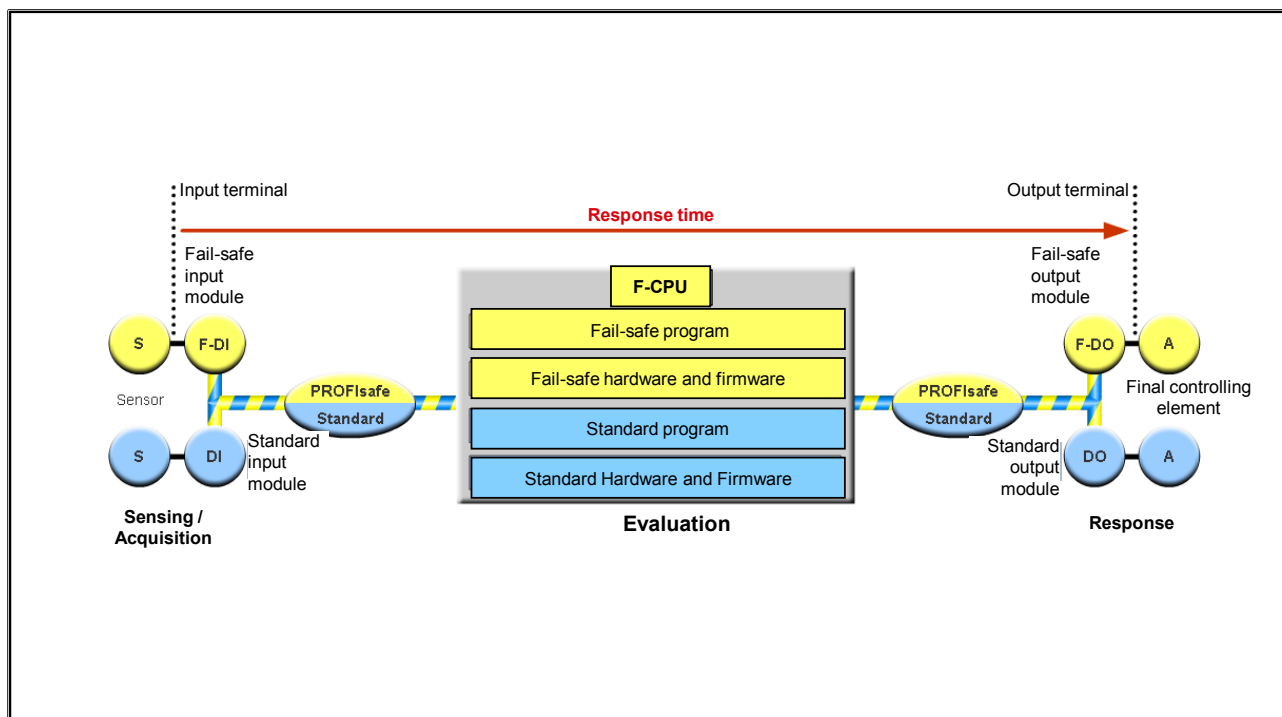 Input terminal
Output terminal
Response time
Fail-safe
input
module
Fail-safe
output
module
F-CPU
Fail-safe program
Fail-safe hardware and firmware
Standard program
Standard Hardware and Firmware
S
F-DI
Sensor
PROFIsafe
Standard
S
DI
Standard
input
module
PROFIsafe
Standard
F-DO
A
Final controlling
element
Standard
output
module
DO
A
Sensing /
Acquisition
Evaluation
Response